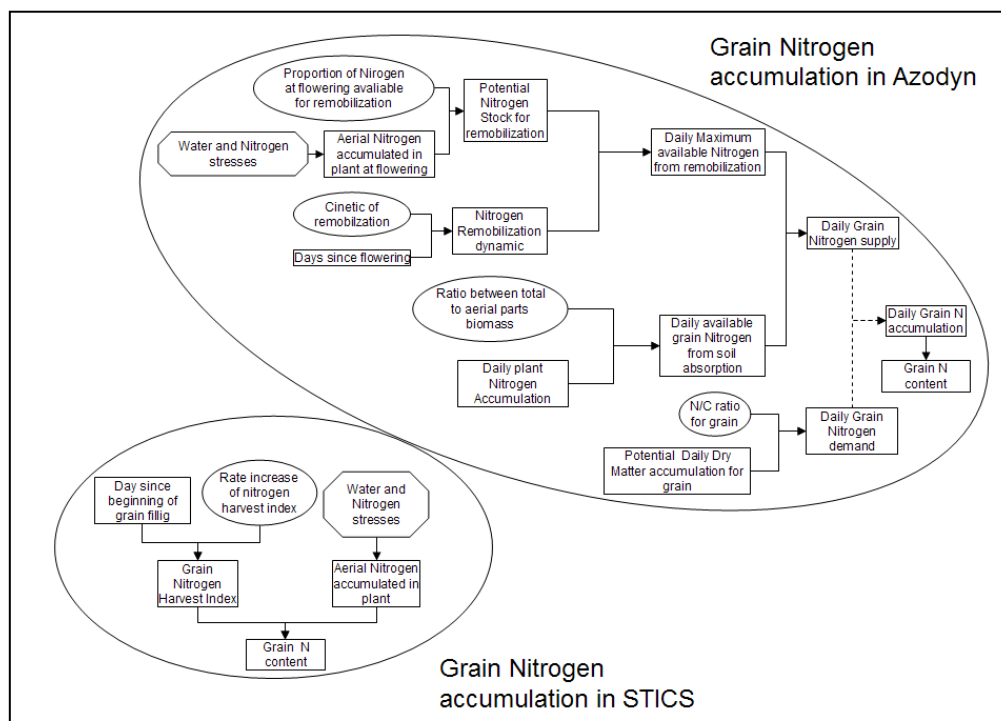 Grain Nitrogen
accumulation in Azodyn
Proportion of Nirogen
at flowering avaliable
for remobilization
Potential
Nitrogen
Stock for
remobilization
Water and Nitrogen
stresses
Aerial Nitrogen
accumulated in
plant at flowering
Daily Maximum
available Nitrogen
from remobilization
Cinetic of
remobilzation
Nitrogen
Remobilization
dynamic
Days since flowering
Daily Grain
Nitrogen supply
Ratio between total
to aerial parts
biomass
Daily available
grain Nitrogen
from soil
absorption
Daily plant
Nitrogen
Accumulation
Daily Grain N
accumulation
Grain N
content
N/C ratio
for grain
Daily Grain
Nitrogen
demand
Potential Daily Dry
Matter accumulation for
grain
Day since
beginning of
grain fillig
Rate increase
of nitrogen
harvest index
Water and
Nitrogen
stresses
Grain
Nitrogen
Harvest Index
Aerial Nitrogen
accumulated in
plant
Grain N
content
Grain Nitrogen
accumulation in STICS